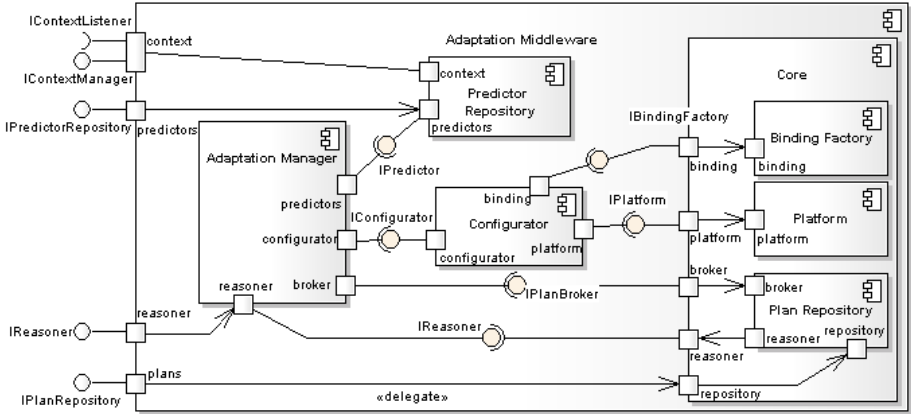 IContextListener
context
Adaptation Middleware
Core
IContextManager
context
Predictor
Repository
IPredictorRepository
predictors
predictors
IBindingFactory
Adaptation Manager
IPredictor
Binding Factory
binding
binding
predictors
binding
IConfigurator
Configurator
IPlatform
Platform
configurator
configurator
platform
platform
platform
broker
broker
IPlanBroker
broker
Plan Repository
reasoner
reasoner
IReasoner
IReasoner
repository
reasoner
reasoner
plans
IPlanRepository
«delegate»
repository